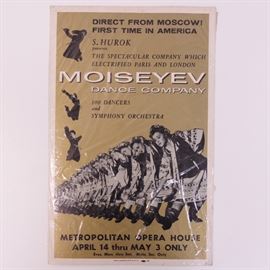 DIRECT FROM MOSCOW!
FIRST TIME IN AMERICA
S. HUROK
presents
THE SPECTACULAR COMPANY WHICH
ELECTRIFIED PARIS AND LONDON
MOISEYEV
DANCE COMPANY
100 DANCERS
and
SYMPHONY ORCHESTRA
METROPOLITAN OPERA HOUSE
APRIL 14 thru MAY 3 ONLY